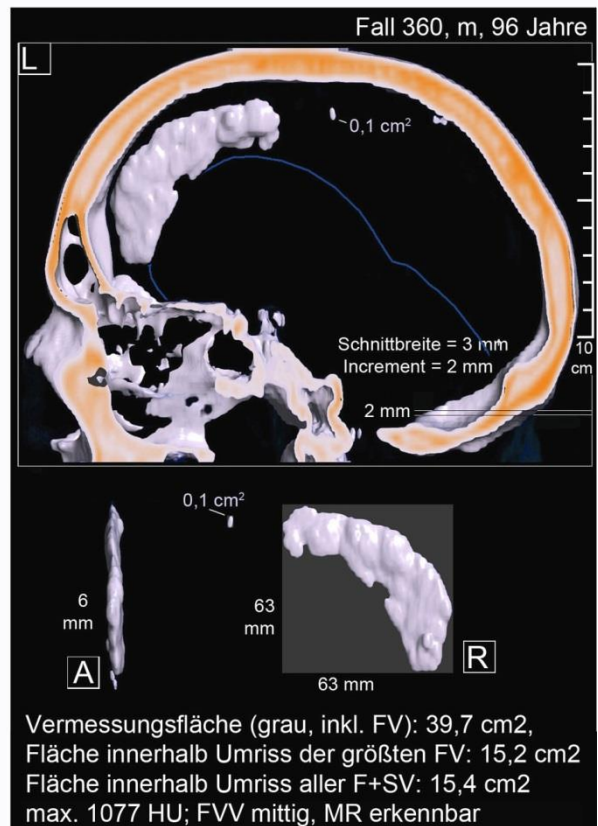 Fall 360, m, 96 Jahre
L
0,1 cm²
Schnittbreite = 3 mm
Increment = 2 mm
10
cm
2 mm
0,1 cm²
6
mm
63
mm
A
R
63 mm
Vermessungsfläche (grau, inkl. FV): 39,7 cm2,
Fläche innerhalb Umriss der größten FV: 15,2 cm2
Fläche innerhalb Umriss aller F+SV: 15,4 cm2
max. 1077 HU; FVV mittig, MR erkennbar